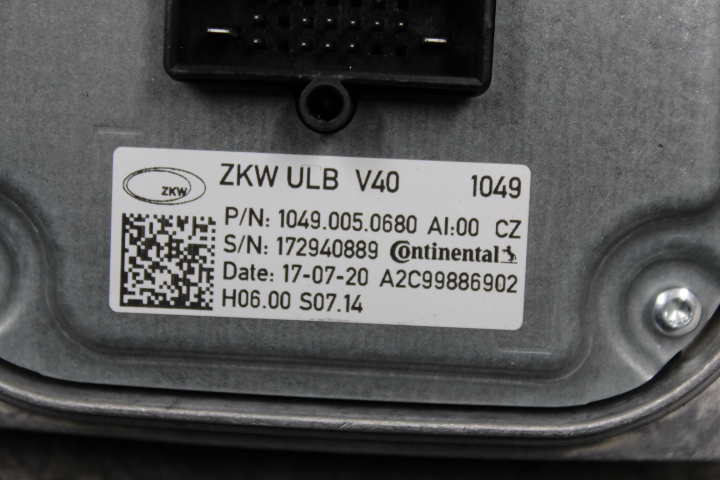 ZKW ZKW ULB V40 1049
P/N: 1049.005.0680 AI:00 CZ
S/N: 172940889 Continental
Date: 17-07-20 A2C99886902
H06.00 S07.14